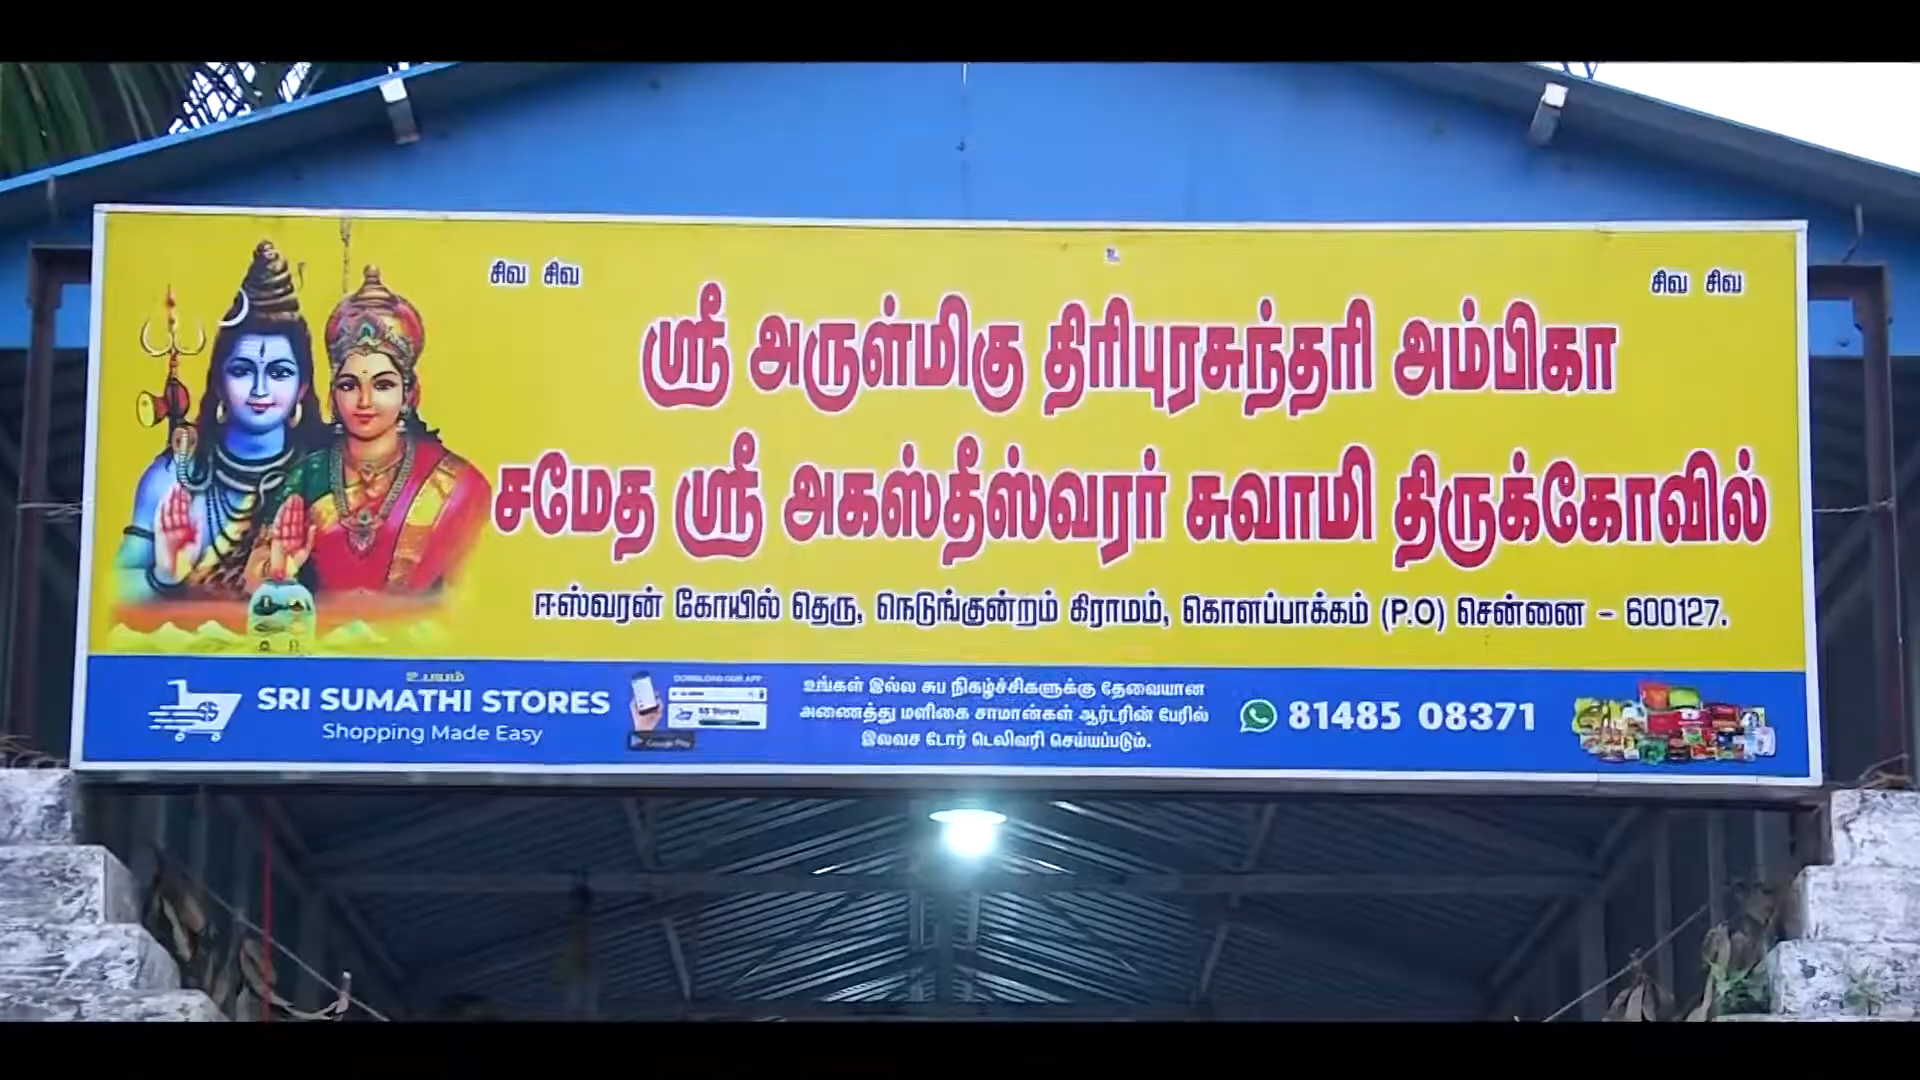 உ
சிவ சிவ
சிவ சிவ
ஸ்ரீ அருள்மிகு திரிபுரசுந்தரி அம்பிகா
சமேத ஸ்ரீ அகஸ்தீஸ்வரர் சுவாமி திருக்கோவில்
ஈஸ்வரன் கோயில் தெரு, நெடுங்குன்றம் கிராமம், கொளப்பாக்கம் (P.O) சென்னை - 600127.
உபயம்
SRI SUMATHI STORES
Shopping Made Easy
DOWNLOAD OUR APP
SS Stores
Google Play
உங்கள் இல்ல சுப நிகழ்ச்சிகளுக்கு தேவையான
அனைத்து மளிகை சாமான்கள் ஆர்டரின் பேரில்
இலவச டோர் டெலிவரி செய்யப்படும்.
81485 08371